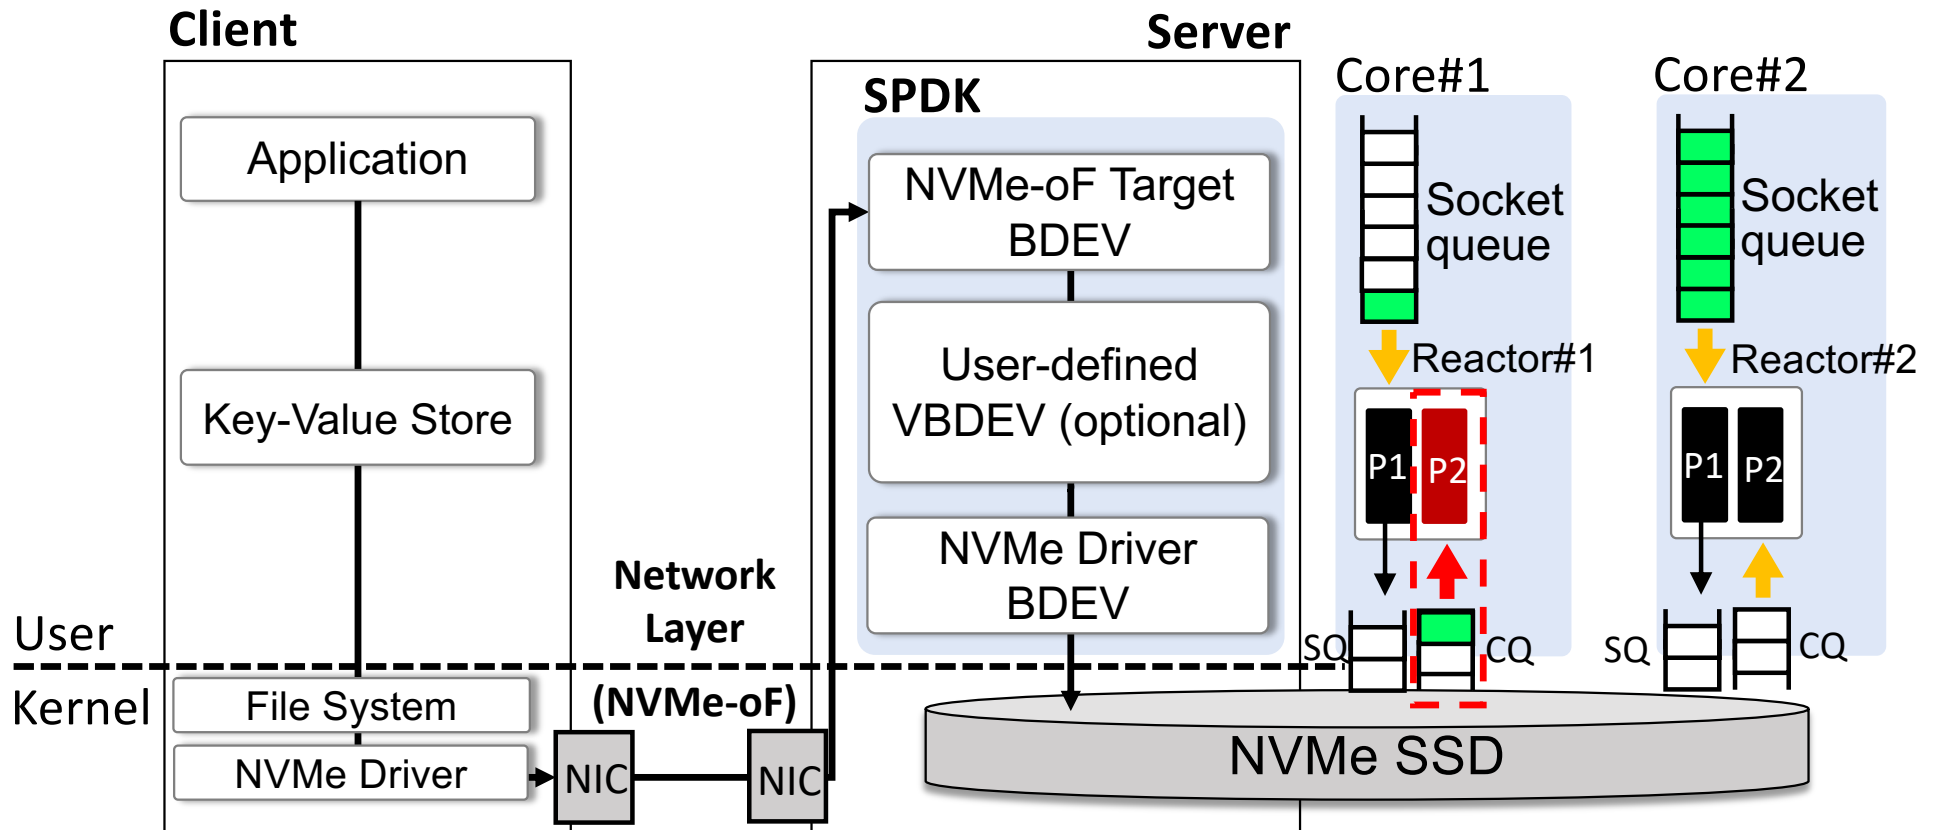 Client
Application
Key-Value Store
User
Kernel
File System
NVMe Driver
NIC
Network
Layer
(NVMe-oF)
NIC
Server
SPDK
NVMe-oF Target
BDEV
User-defined
VBDEV (optional)
NVMe Driver
BDEV
NVMe SSD
Core#1
Socket
queue
Reactor#1
P1
P2
SQ
CQ
Core#2
Socket
queue
Reactor#2
P1
P2
SQ
CQ